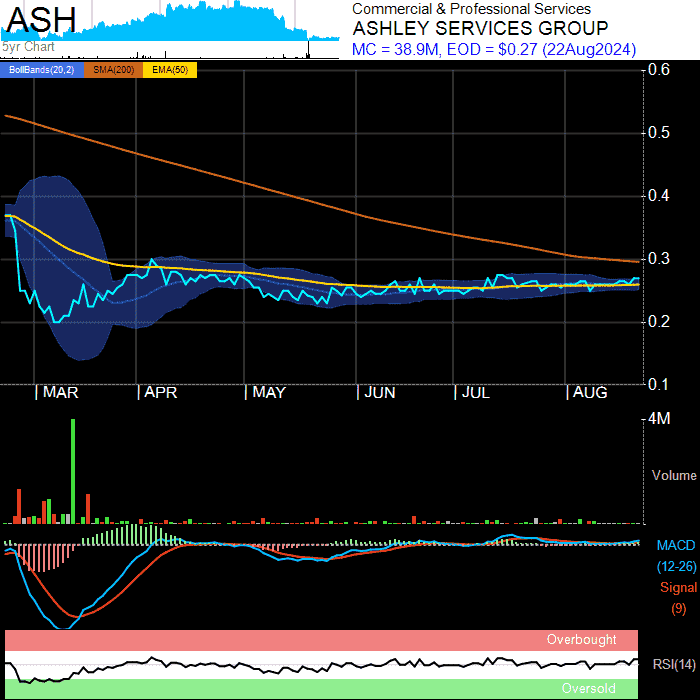 ASH
5yr Chart
Commercial & Professional Services
ASHLEY SERVICES GROUP
MC = 38.9M, EOD = $0.27 (22Aug2024)
BollBands(20,2) SMA(200) EMA(50)
0.6
0.5
0.4
0.3
0.2
0.1
MAR APR MAY JUN JUL AUG
4M
Volume
MACD
(12-26)
Signal
(9)
Overbought
RSI(14)
Oversold